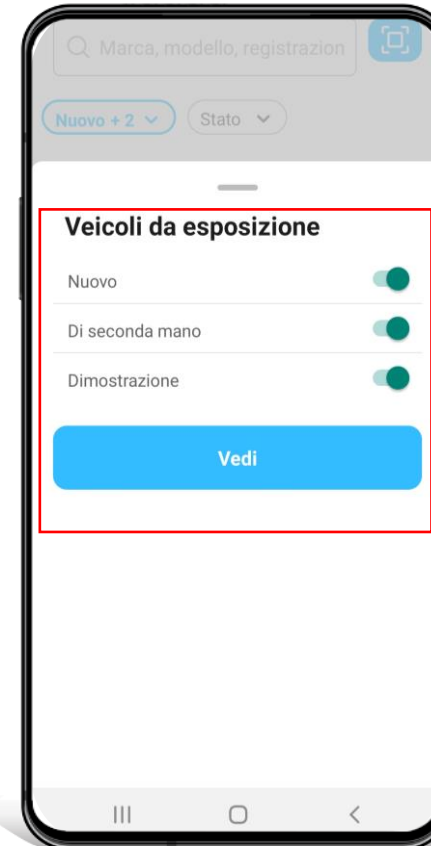 Marca, modello, registrazion
Nuovo + 2
Stato
Veicoli da esposizione
Nuovo
Di seconda mano
Dimostrazione
Vedi